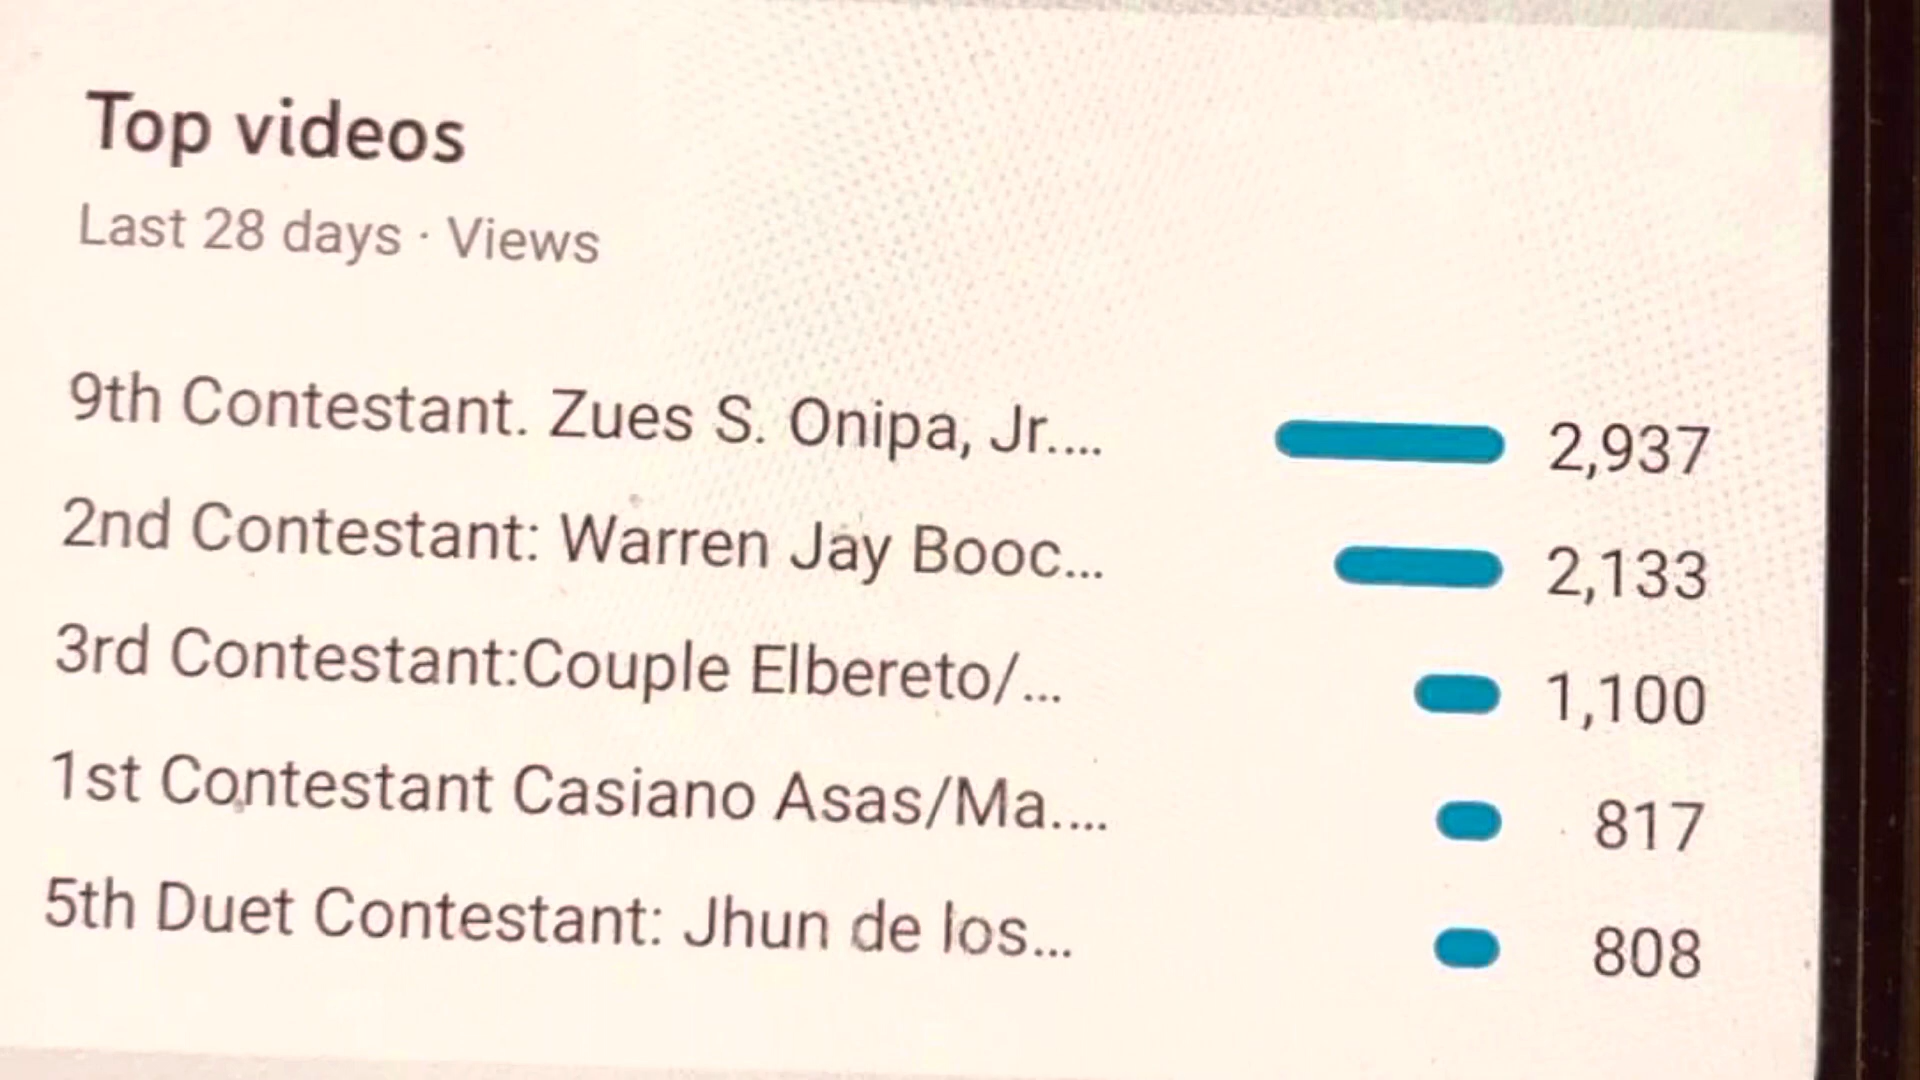 Top videos
Last 28 days · Views
9th Contestant. Zues S. Onipa, Jr.... 2,937
2nd Contestant: Warren Jay Booc... 2,133
3rd Contestant:Couple Elbereto/... 1,100
1st Contestant Casiano Asas/Ma.... 817
5th Duet Contestant: Jhun de los... 808